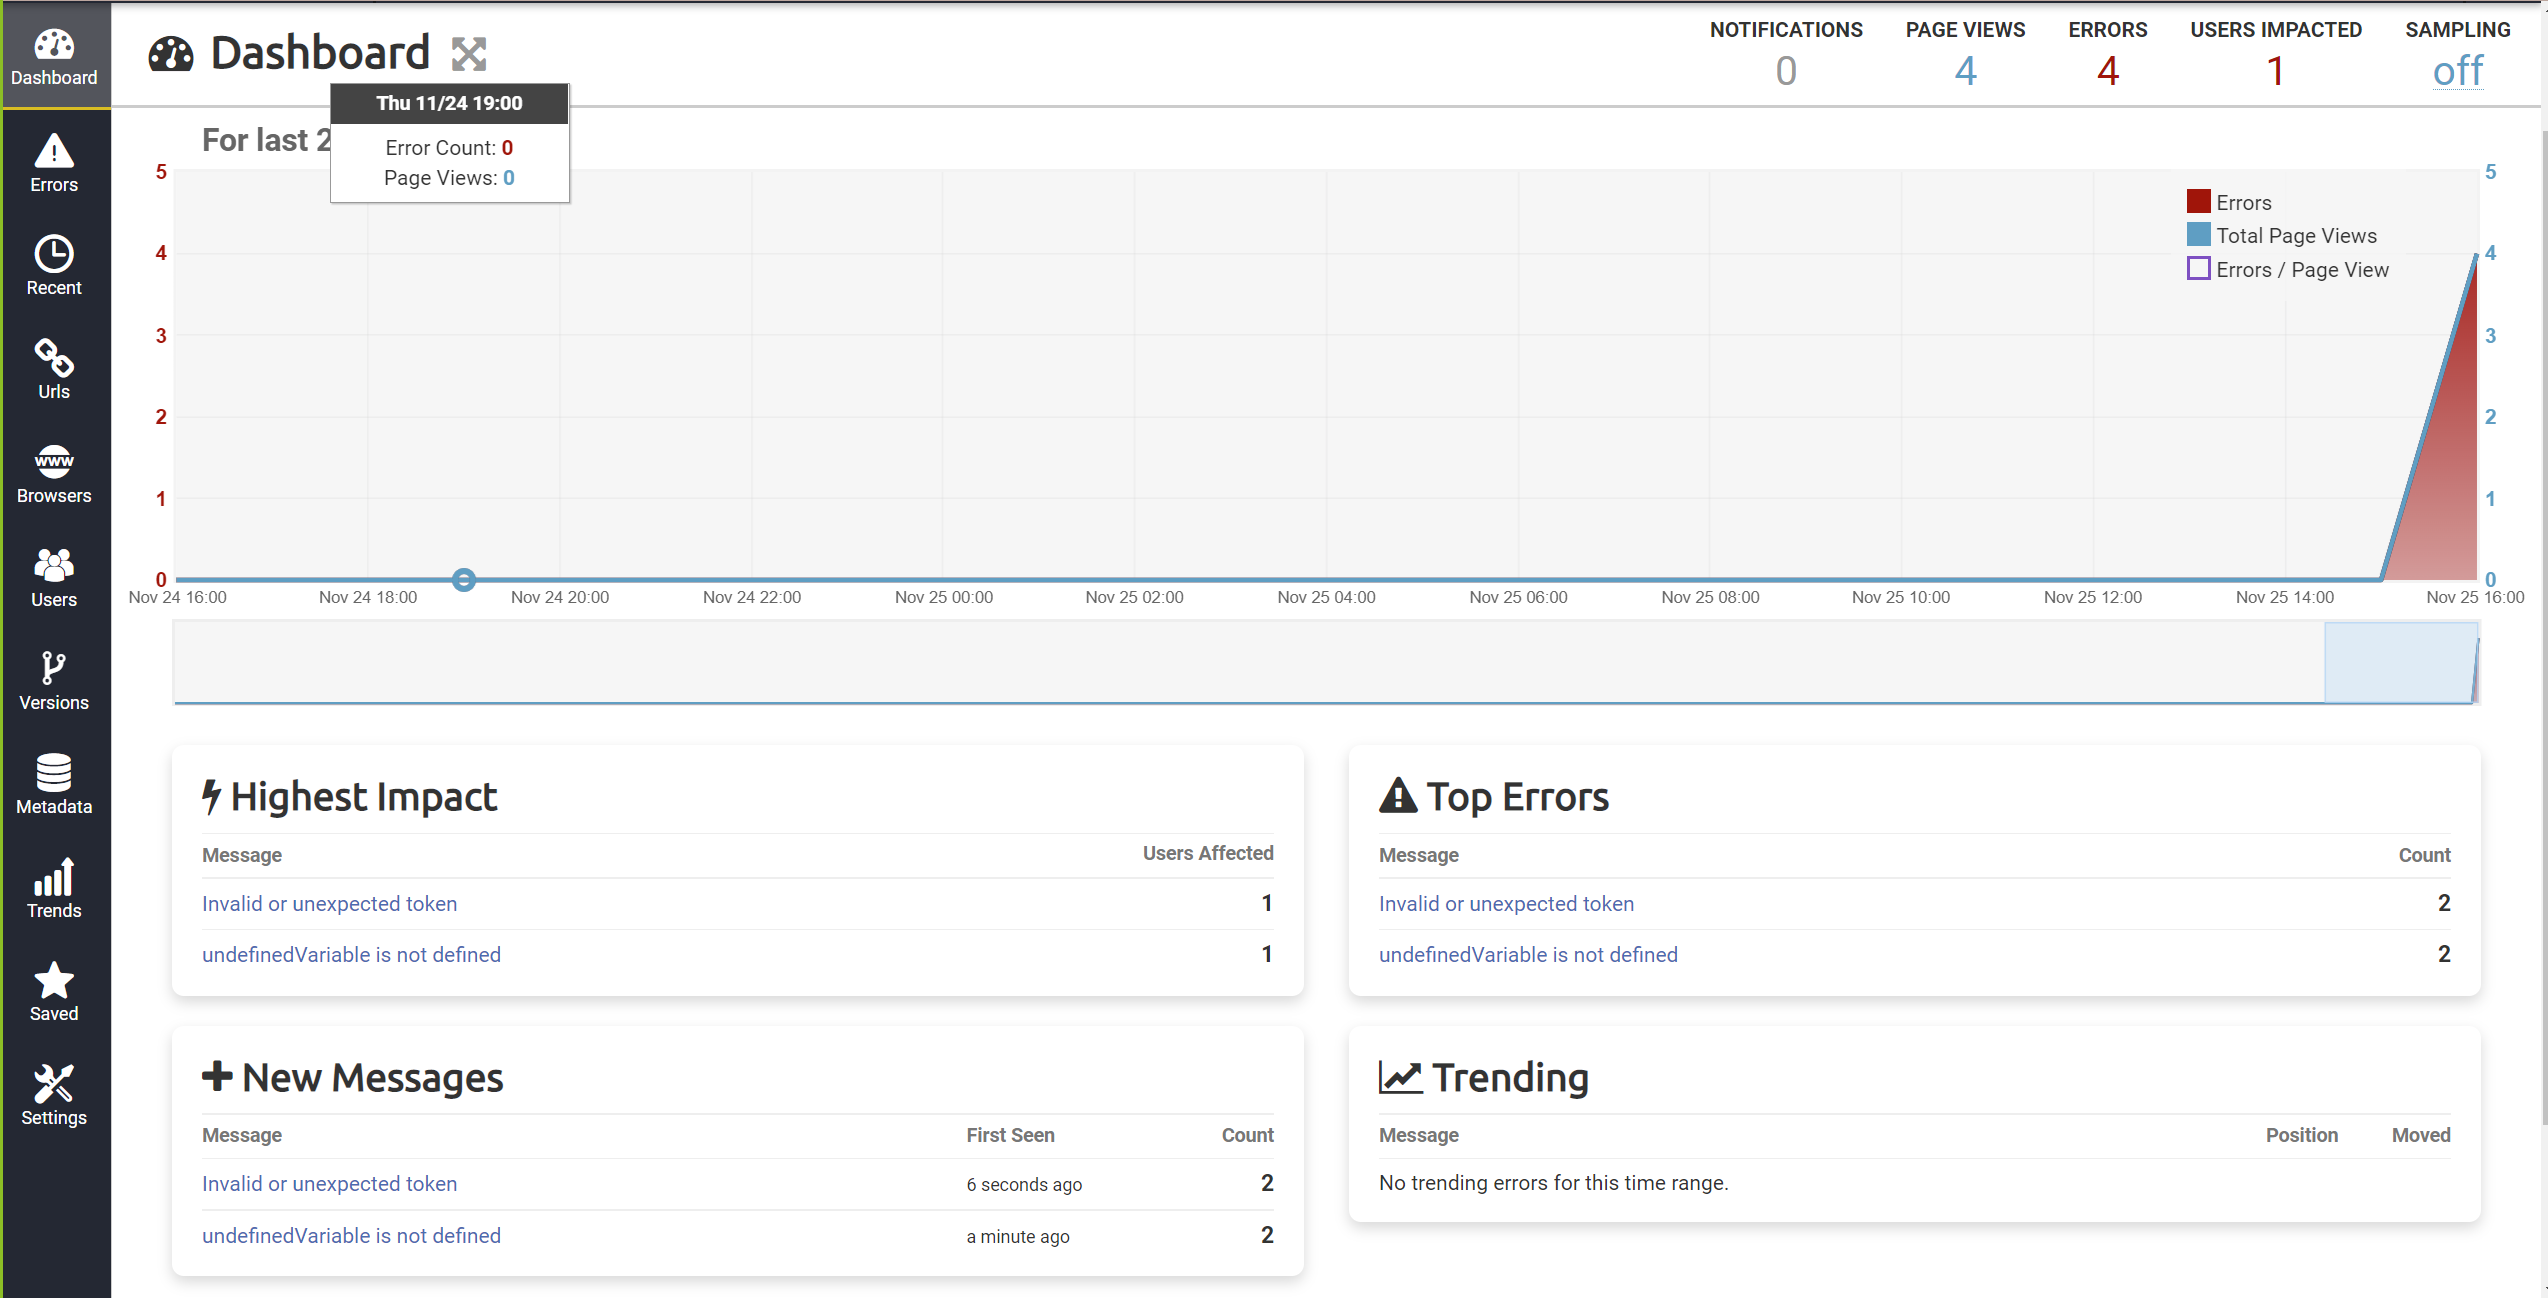 Dashboard
Errors
Recent
Urls
www
Browsers
Users
Versions
Metadata
Trends
Saved
Settings
Dashboard
NOTIFICATIONS
0
PAGE VIEWS
4
ERRORS
4
USERS IMPACTED
1
SAMPLING
off
For last 2
Thu 11/24 19:00
Error Count: 0
Page Views: 0
5
4
3
2
1
0
5
4
3
2
1
0
Errors
Total Page Views
Errors / Page View
Nov 24 16:00 Nov 24 18:00 Nov 24 20:00 Nov 24 22:00 Nov 25 00:00 Nov 25 02:00 Nov 25 04:00 Nov 25 06:00 Nov 25 08:00 Nov 25 10:00 Nov 25 12:00 Nov 25 14:00 Nov 25 16:00
Highest Impact
Message Users Affected
Invalid or unexpected token 1
undefinedVariable is not defined 1
Top Errors
Message Count
Invalid or unexpected token 2
undefinedVariable is not defined 2
New Messages
Message First Seen Count
Invalid or unexpected token 6 seconds ago 2
undefinedVariable is not defined a minute ago 2
Trending
Message Position Moved
No trending errors for this time range.